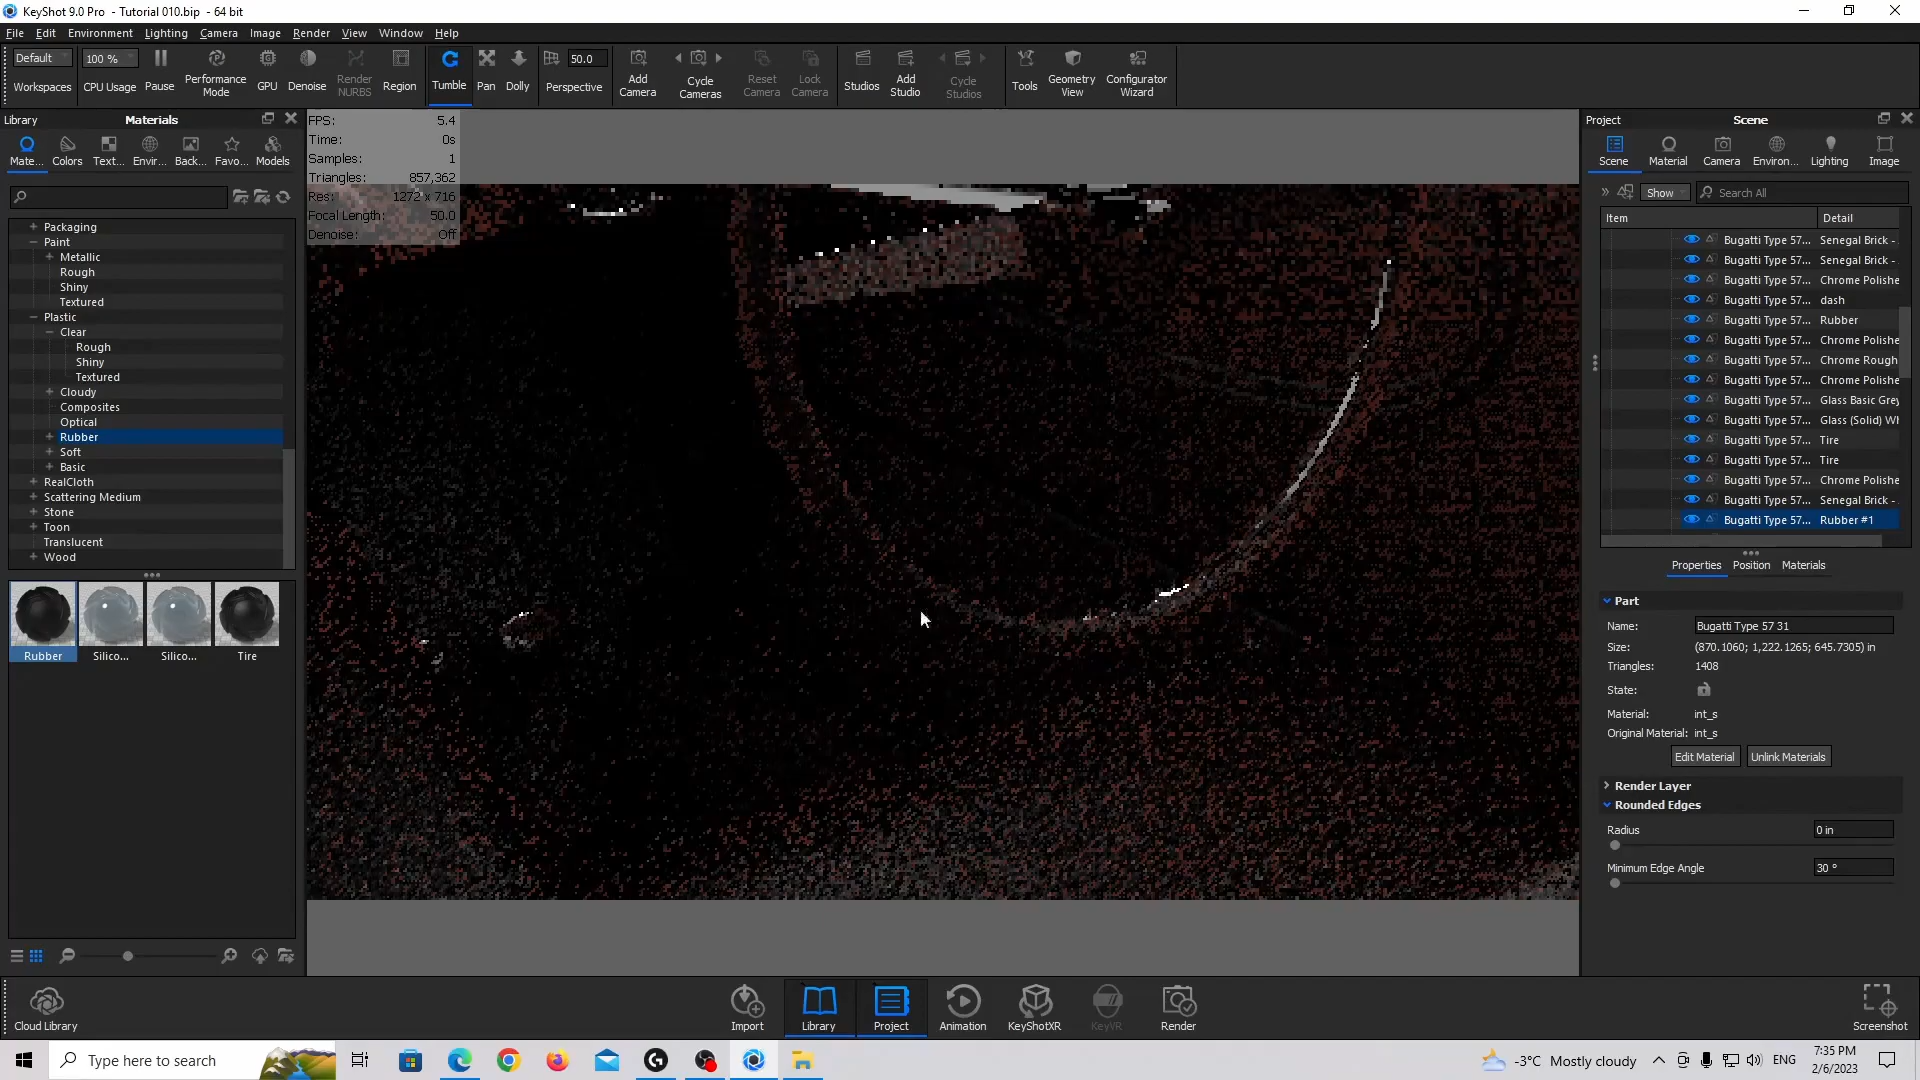 KeyShot 9.0 Pro - Tutorial 010.bip - 64 bit
File Edit Environment Lighting Camera Image Render View Window Help
Default 100 % 50.0
Workspaces CPU Usage Pause Performance Mode GPU Denoise Render NURBS Region Tumble Pan Dolly Perspective Add Camera Cycle Cameras Reset Camera Lock Camera Studios Add Studio Cycle Studios Tools Geometry View Configurator Wizard
Library Materials
Mate... Colors Text... Envir... Back... Favo... Models
Packaging
Paint
Metallic
Rough
Shiny
Textured
Plastic
Clear
Rough
Shiny
Textured
Cloudy
Composites
Optical
Rubber
Soft
Basic
RealCloth
Scattering Medium
Stone
Toon
Translucent
Wood
Rubber Silico... Silico... Tire
FPS: 5.4
Time: 0s
Samples: 1
Triangles: 857,362
Res: 1272 x 716
Focal Length: 50.0
Denoise: Off
Project Scene
Scene Material Camera Environ... Lighting Image
Show Search All
Item Detail
Bugatti Type 57... Senegal Brick -
Bugatti Type 57... Senegal Brick -
Bugatti Type 57... Chrome Polishe
Bugatti Type 57... dash
Bugatti Type 57... Rubber
Bugatti Type 57... Chrome Polishe
Bugatti Type 57... Chrome Rough
Bugatti Type 57... Chrome Polishe
Bugatti Type 57... Glass Basic Grey
Bugatti Type 57... Glass (Solid) Wh
Bugatti Type 57... Tire
Bugatti Type 57... Tire
Bugatti Type 57... Chrome Polishe
Bugatti Type 57... Senegal Brick -
Bugatti Type 57... Rubber #1
Properties Position Materials
Part
Name: Bugatti Type 57 31
Size: (870.1060; 1,222.1265; 645.7305) in
Triangles: 1408
State:
Material: int_s
Original Material: int_s
Edit Material Unlink Materials
Render Layer
Rounded Edges
Radius 0 in
Minimum Edge Angle 30 °
Cloud Library Import Library Project Animation KeyShotXR KeyVR Render Screenshot
Type here to search
-3°C Mostly cloudy ENG
7:35 PM
2/6/2023